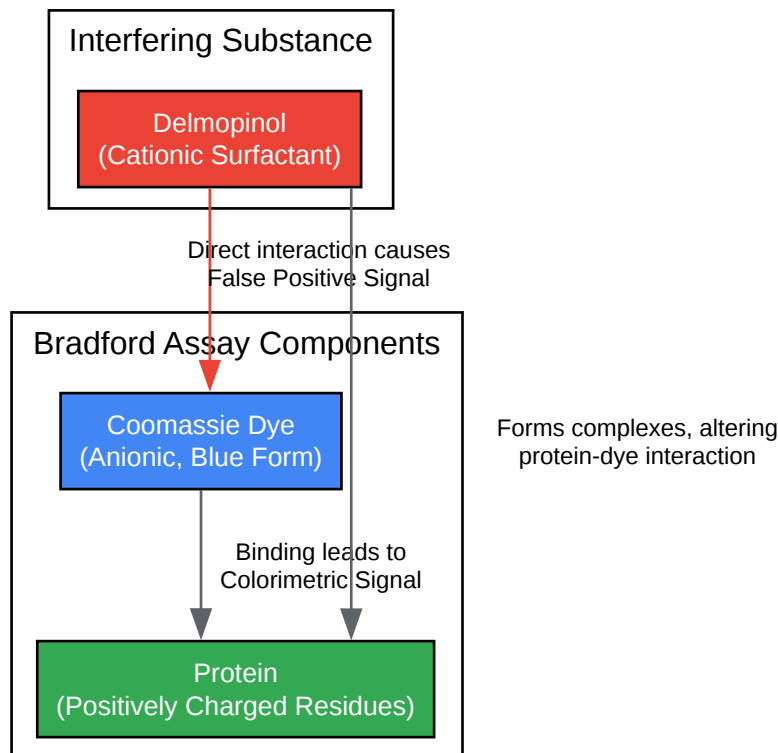 Interfering Substance
Delmopinol
(Cationic Surfactant)
Direct interaction causes
False Positive Signal
Bradford Assay Components
Coomassie Dye
(Anionic, Blue Form)
Forms complexes, altering
protein-dye interaction
Binding leads to
Colorimetric Signal
Protein
(Positively Charged Residues)